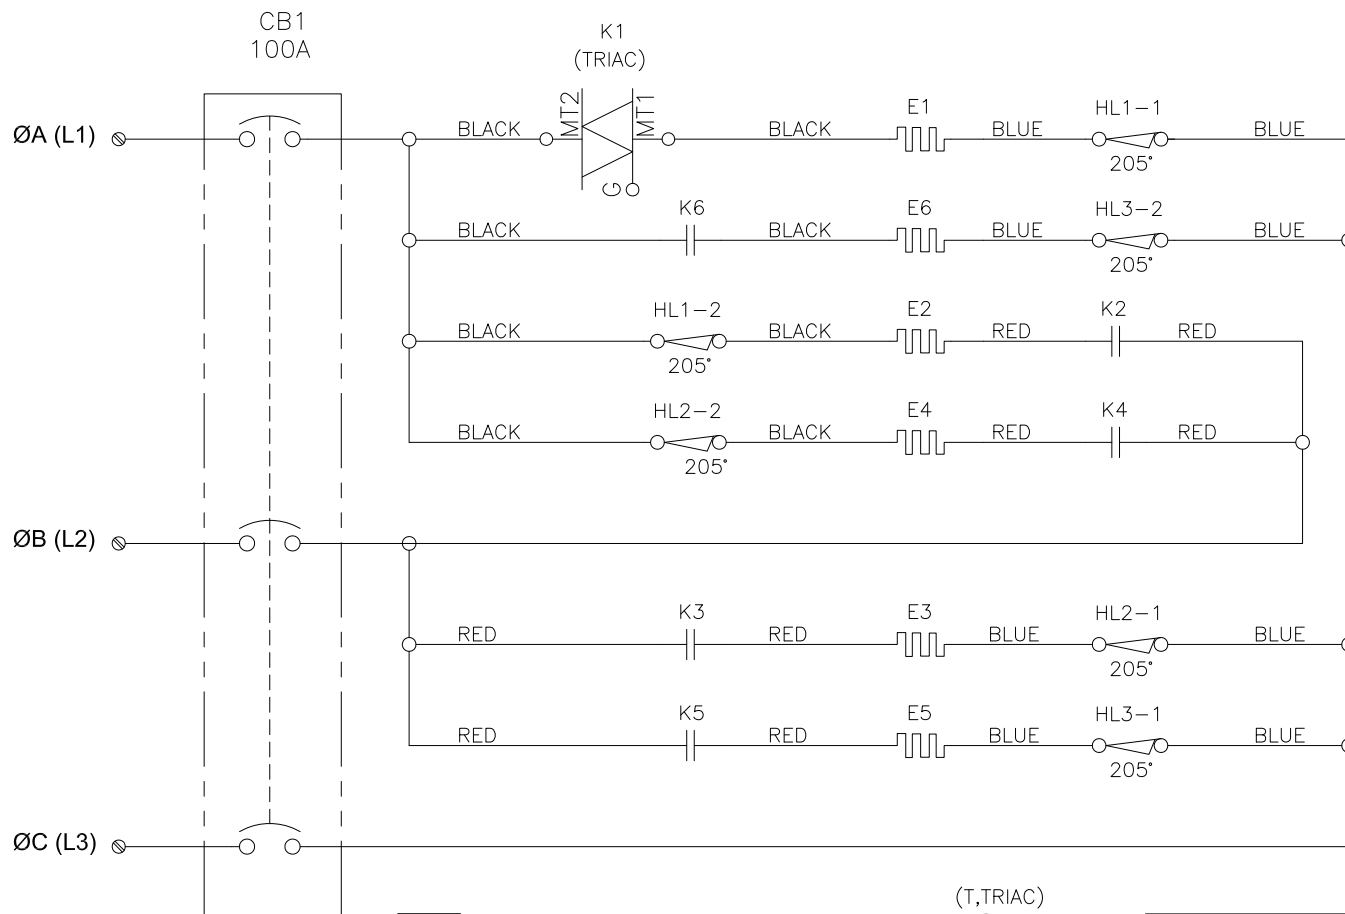 CB1
100A
K1
(TRIAC)
ØA (L1)
BLACK
MT2
MT1
G
BLACK
E1
BLUE
HL1-1
205°
BLUE
BLACK
K6
BLACK
E6
BLUE
HL3-2
205°
BLUE
BLACK
HL1-2
205°
BLACK
E2
RED
K2
RED
BLACK
HL2-2
205°
BLACK
E4
RED
K4
RED
ØB (L2)
RED
K3
RED
E3
BLUE
HL2-1
205°
BLUE
RED
K5
RED
E5
BLUE
HL3-1
205°
BLUE
ØC (L3)
(T,TRIAC)